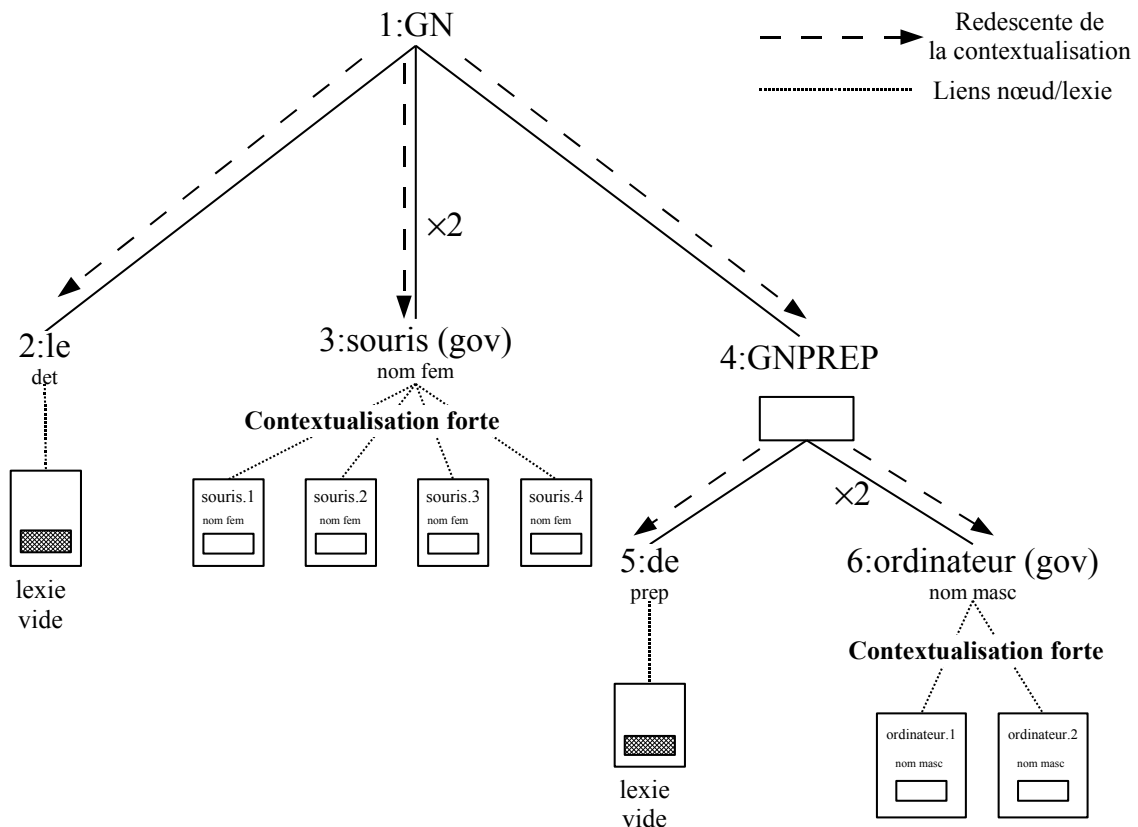 1:GN
Redescente de
la contextualisation
Liens nœud/lexie
×2
2:le
det
3:souris (gov)
nom fem
4:GNPREP
Contextualisation forte
souris.1
nom fem
souris.2
nom fem
souris.3
nom fem
souris.4
nom fem
lexie
vide
×2
5:de
prep
6:ordinateur (gov)
nom masc
Contextualisation forte
ordinateur.1
nom masc
ordinateur.2
nom masc
lexie
vide